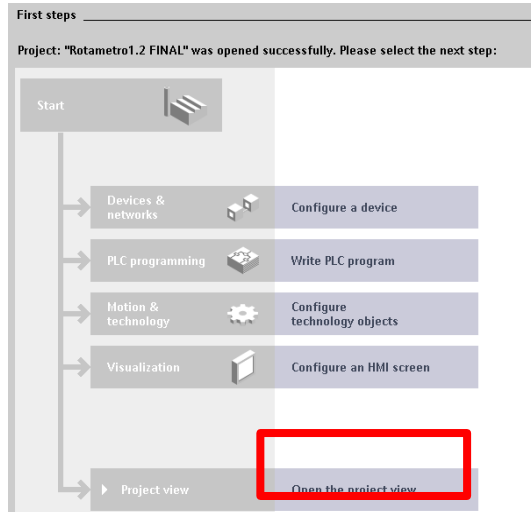 First steps
Project: "Rotametro1.2 FINAL" was opened successfully. Please select the next step:
Start
Devices &
networks
Configure a device
PLC programming
Write PLC program
Motion &
technology
Configure
technology objects
Visualization
Configure an HMI screen
Project view
Open the project view